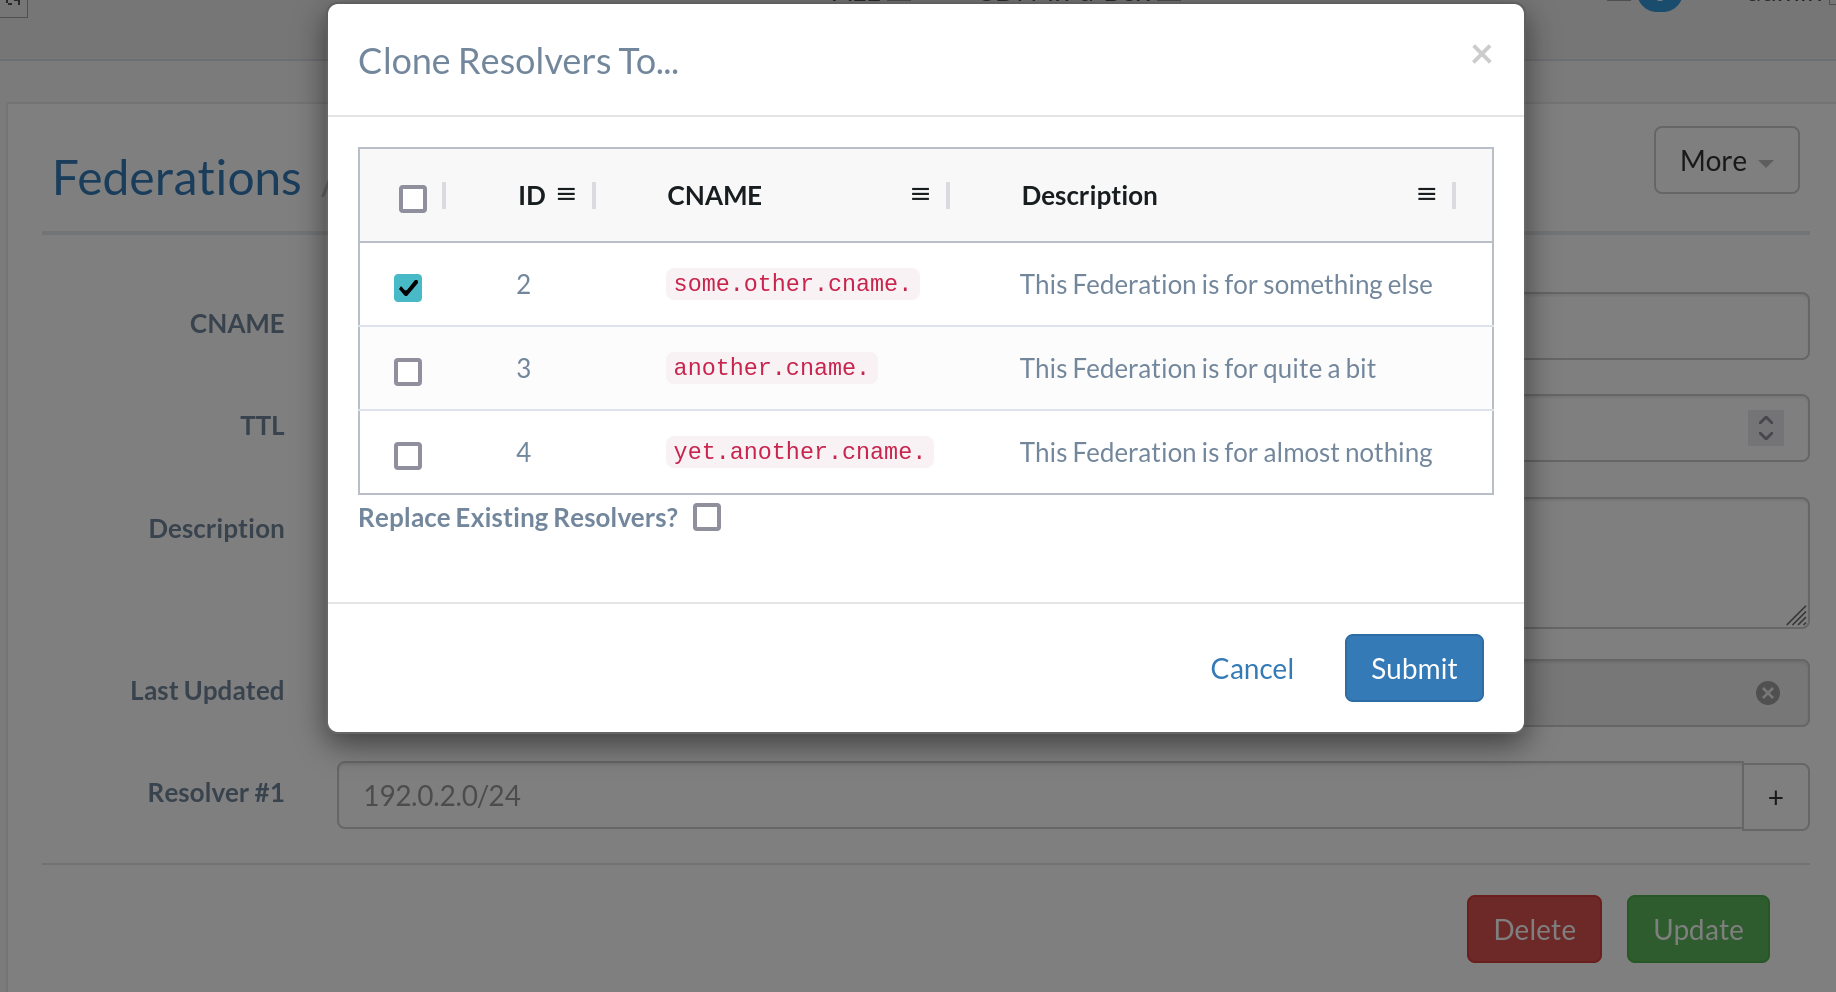 Clone Resolvers To...
×
Federations /
More
ID CNAME Description
2 some.other.cname. This Federation is for something else
3 another.cname. This Federation is for quite a bit
4 yet.another.cname. This Federation is for almost nothing
Replace Existing Resolvers?
Cancel Submit
CNAME
TTL
Description
Last Updated
Resolver #1 192.0.2.0/24 +
Delete Update